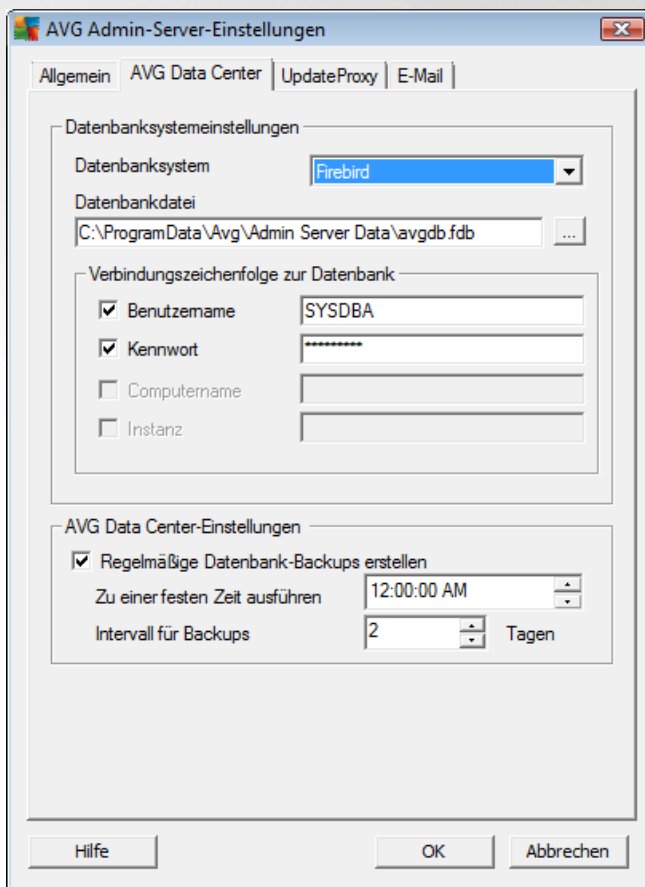 AVG Admin-Server-Einstellungen
Allgemein AVG Data Center UpdateProxy E-Mail
Datenbanksystemeinstellungen
Datenbanksystem Firebird
Datenbankdatei
C:\ProgramData\Avg\Admin Server Data\avgdb.fdb ...
Verbindungszeichenfolge zur Datenbank
Benutzername SYSDBA
Kennwort *********
Computername
Instanz
AVG Data Center-Einstellungen
Regelmäßige Datenbank-Backups erstellen
Zu einer festen Zeit ausführen 12:00:00 AM
Intervall für Backups 2 Tagen
Hilfe OK Abbrechen